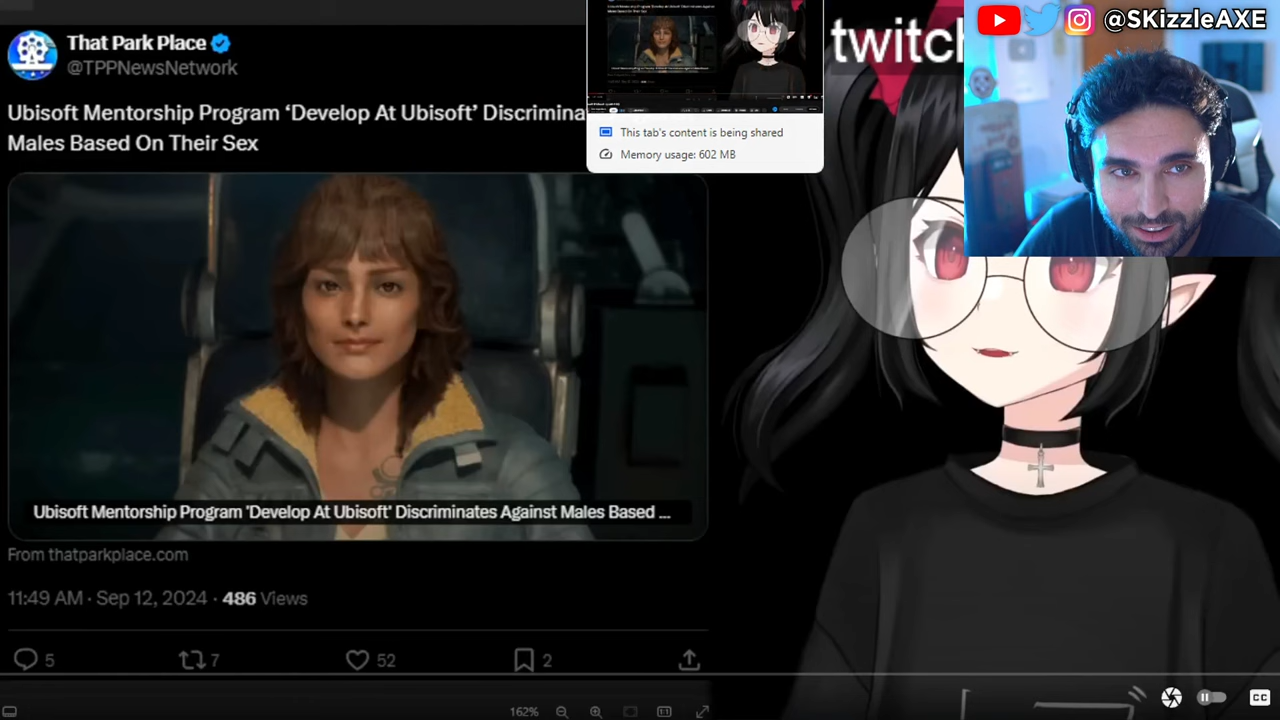 That Park Place
@TPPNewsNetwork
Ubisoft Mentorship Program ‘Develop At Ubisoft’ Discrimina
Males Based On Their Sex
Ubisoft Mentorship Program 'Develop At Ubisoft' Discriminates Against Males Based ...
From thatparkplace.com
11:49 AM · Sep 12, 2024 · 486 Views
5
7
52
2
This tab's content is being shared
Memory usage: 602 MB
twitch
@SKizzleAXE
162%
1:1
CC